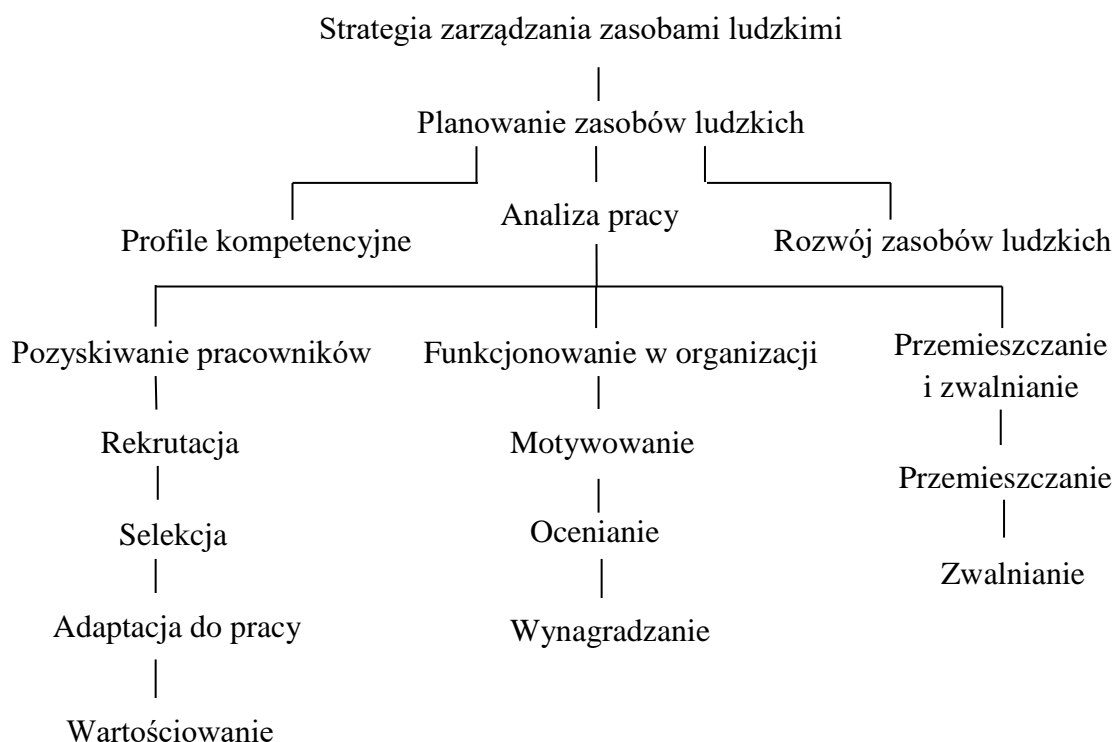 Strategia zarządzania zasobami ludzkimi
Planowanie zasobów ludzkich
Profile kompetencyjne
Analiza pracy
Rozwój zasobów ludzkich
Pozyskiwanie pracowników
Funkcjonowanie w organizacji
Przemieszczanie
i zwalnianie
Rekrutacja
Selekcja
Adaptacja do pracy
Wartościowanie
Motywowanie
Ocenianie
Wynagradzanie
Przemieszczanie
Zwalnianie